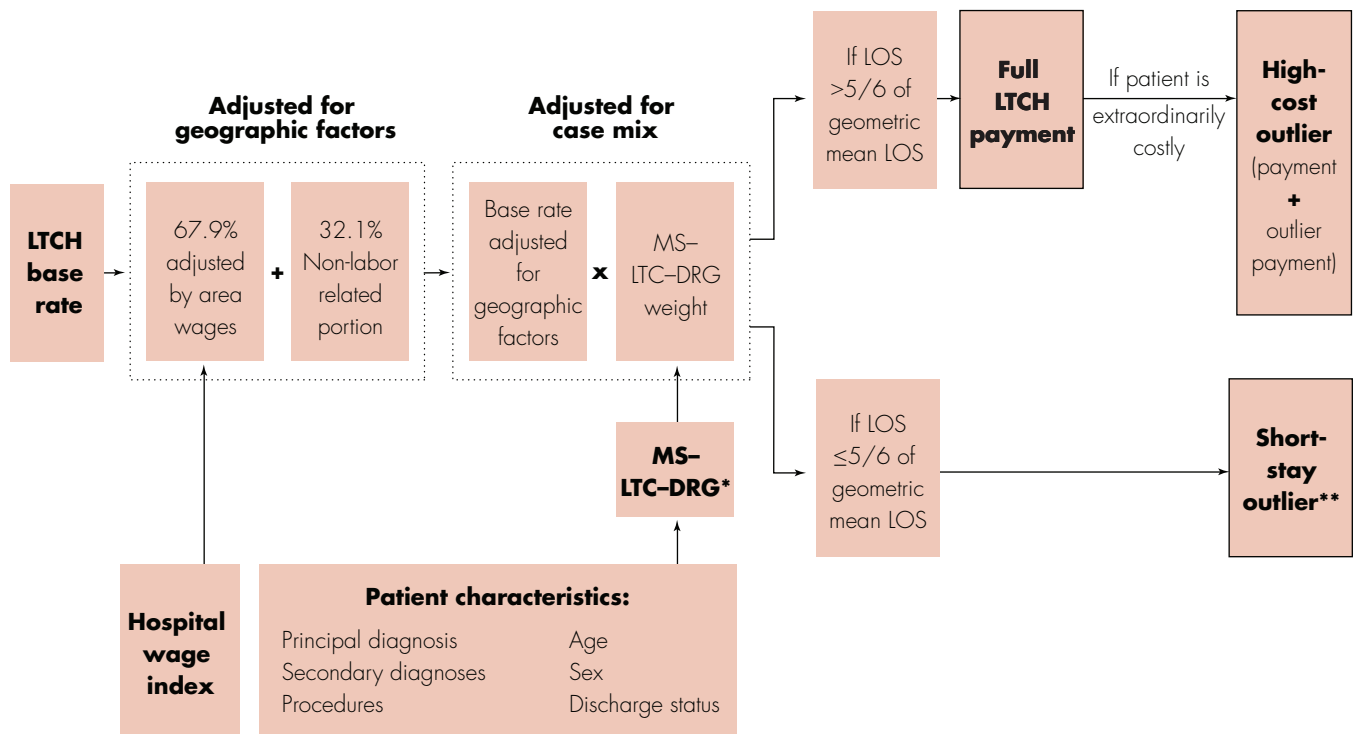 Adjusted for
geographic factors
Adjusted for
case mix
LTCH
base
rate
67.9%
adjusted
by area
wages
+
32.1%
Non-labor
related
portion
Base rate
adjusted
for
geographic
factors
x
MS–
LTC–DRG
weight
If LOS
>5/6 of
geometric
mean LOS
Full
LTCH
payment
If patient is
extraordinarily
costly
High-
cost
outlier
(payment
+
outlier
payment)
MS–
LTC–DRG*
If LOS
≤5/6 of
geometric
mean LOS
Short-
stay
outlier**
Hospital
wage
index
Patient characteristics:
Principal diagnosis
Secondary diagnoses
Procedures
Age
Sex
Discharge status